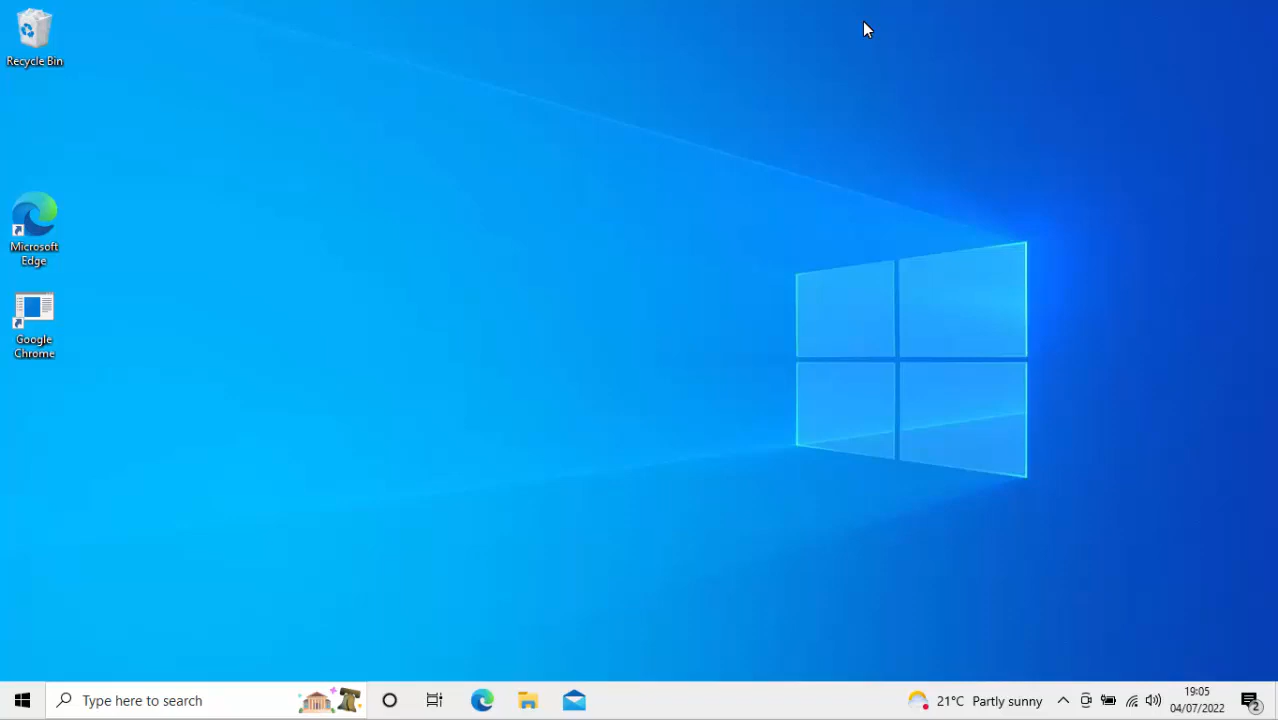 Recycle Bin
Microsoft
Edge
Google
Chrome
Type here to search
21°C Partly sunny
19:05
04/07/2022
2